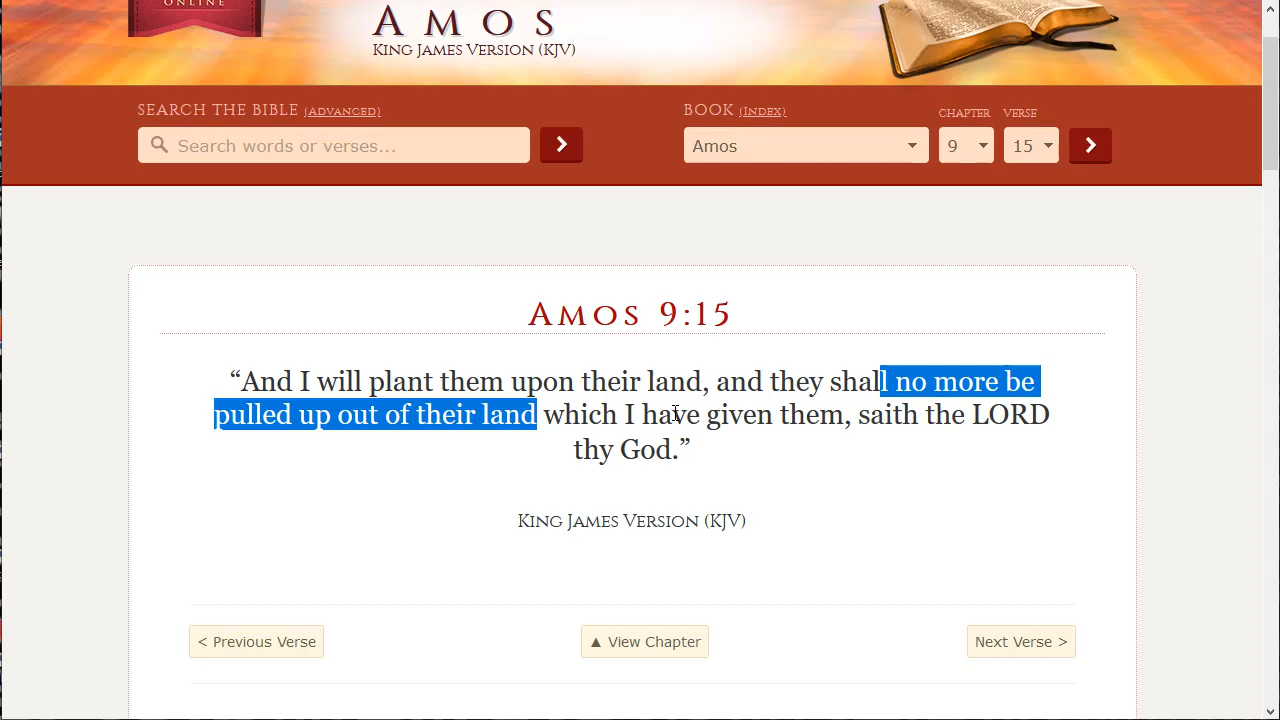 ONLINE
Amos
King James Version (KJV)
Search the Bible (Advanced)
Book (Index)
Chapter
Verse
Search words or verses...
Amos
9
15
Amos 9:15
“And I will plant them upon their land, and they shall no more be
pulled up out of their land which I have given them, saith the LORD
thy God.”
King James Version (KJV)
< Previous Verse
▲ View Chapter
Next Verse >